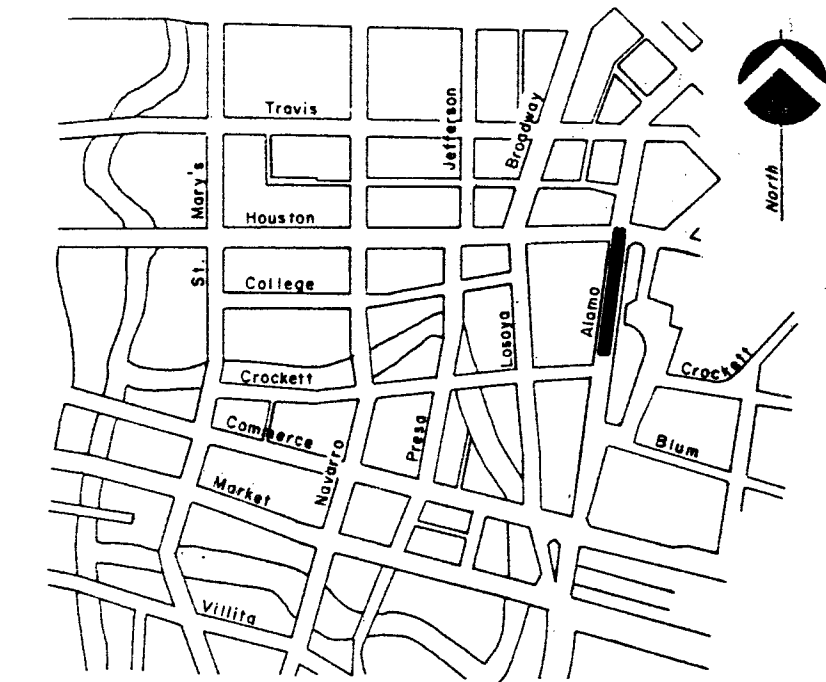 Travis
Jefferson
Broadway
North
St. Mary's
Houston
College
Alamo
Losoya
Crockett
Crockett
Commerce
Presa
Blum
Navarro
Market
Villita